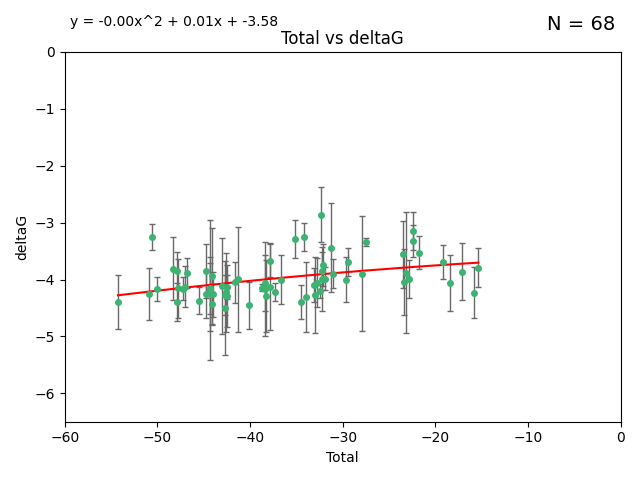 y = -0.00x^2 + 0.01x + -3.58
N = 68
Total vs deltaG
0
−1
−2
−3
−4
−5
−6
deltaG
−60 −50 −40 −30 −20 −10 0
Total